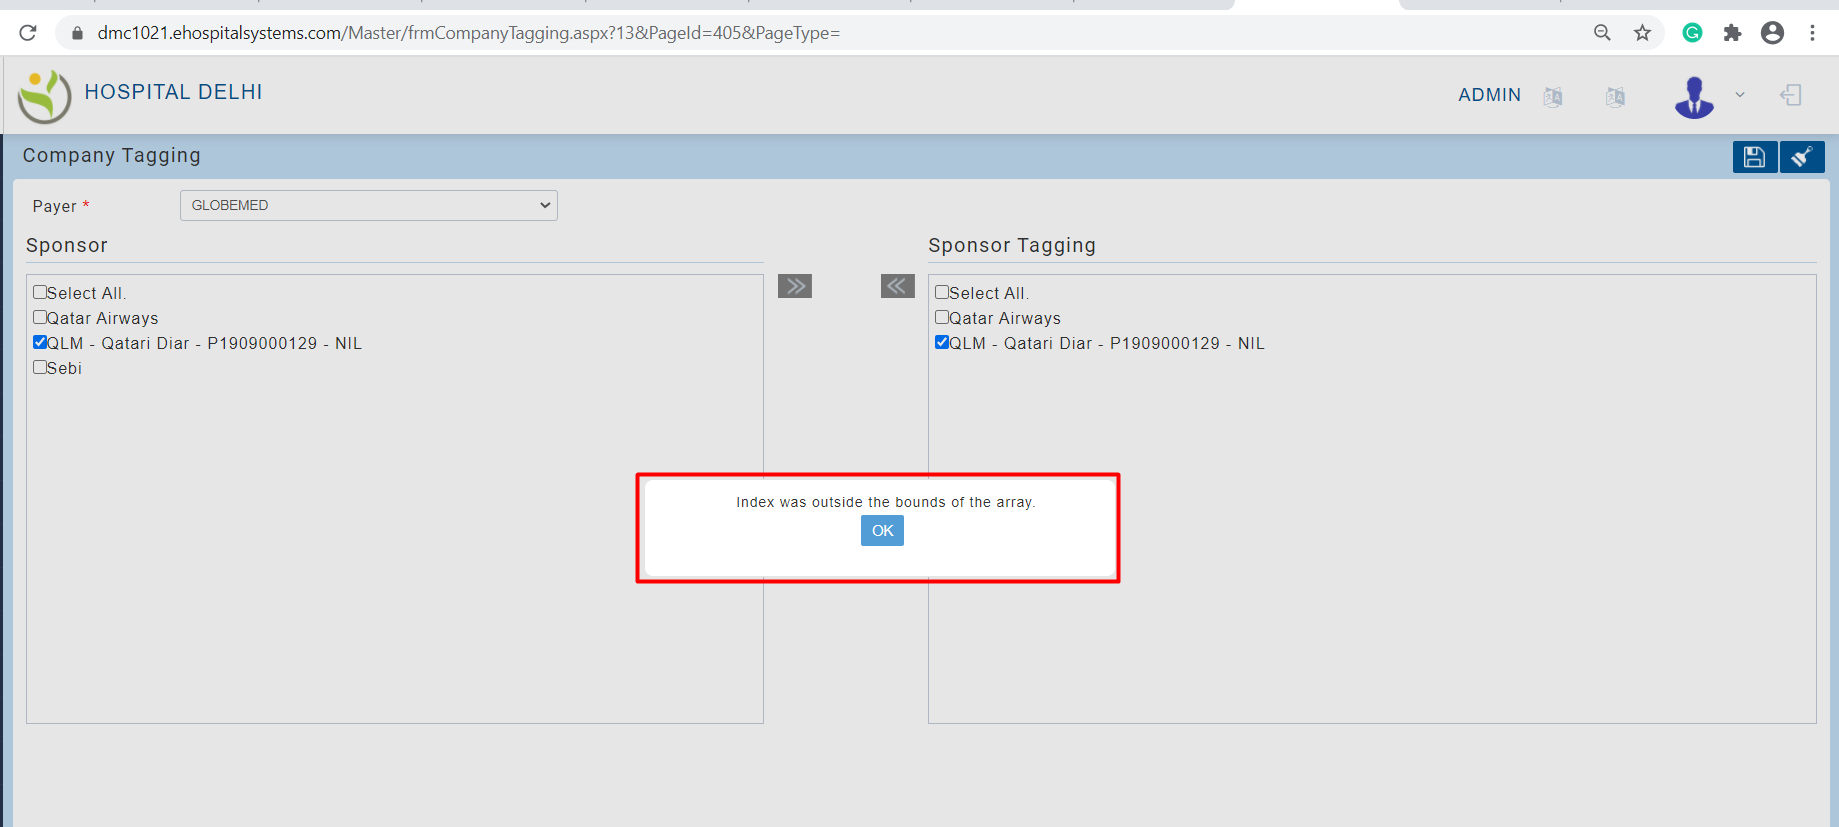 dmc1021.ehospitalsystems.com/Master/frmCompanyTagging.aspx?13&PageId=405&PageType=
HOSPITAL DELHI
ADMIN
Company Tagging
Payer *
GLOBEMED
Sponsor
Sponsor Tagging
Select All.
Qatar Airways
QLM - Qatari Diar - P1909000129 - NIL
Sebi
Select All.
Qatar Airways
QLM - Qatari Diar - P1909000129 - NIL
Index was outside the bounds of the array.
OK